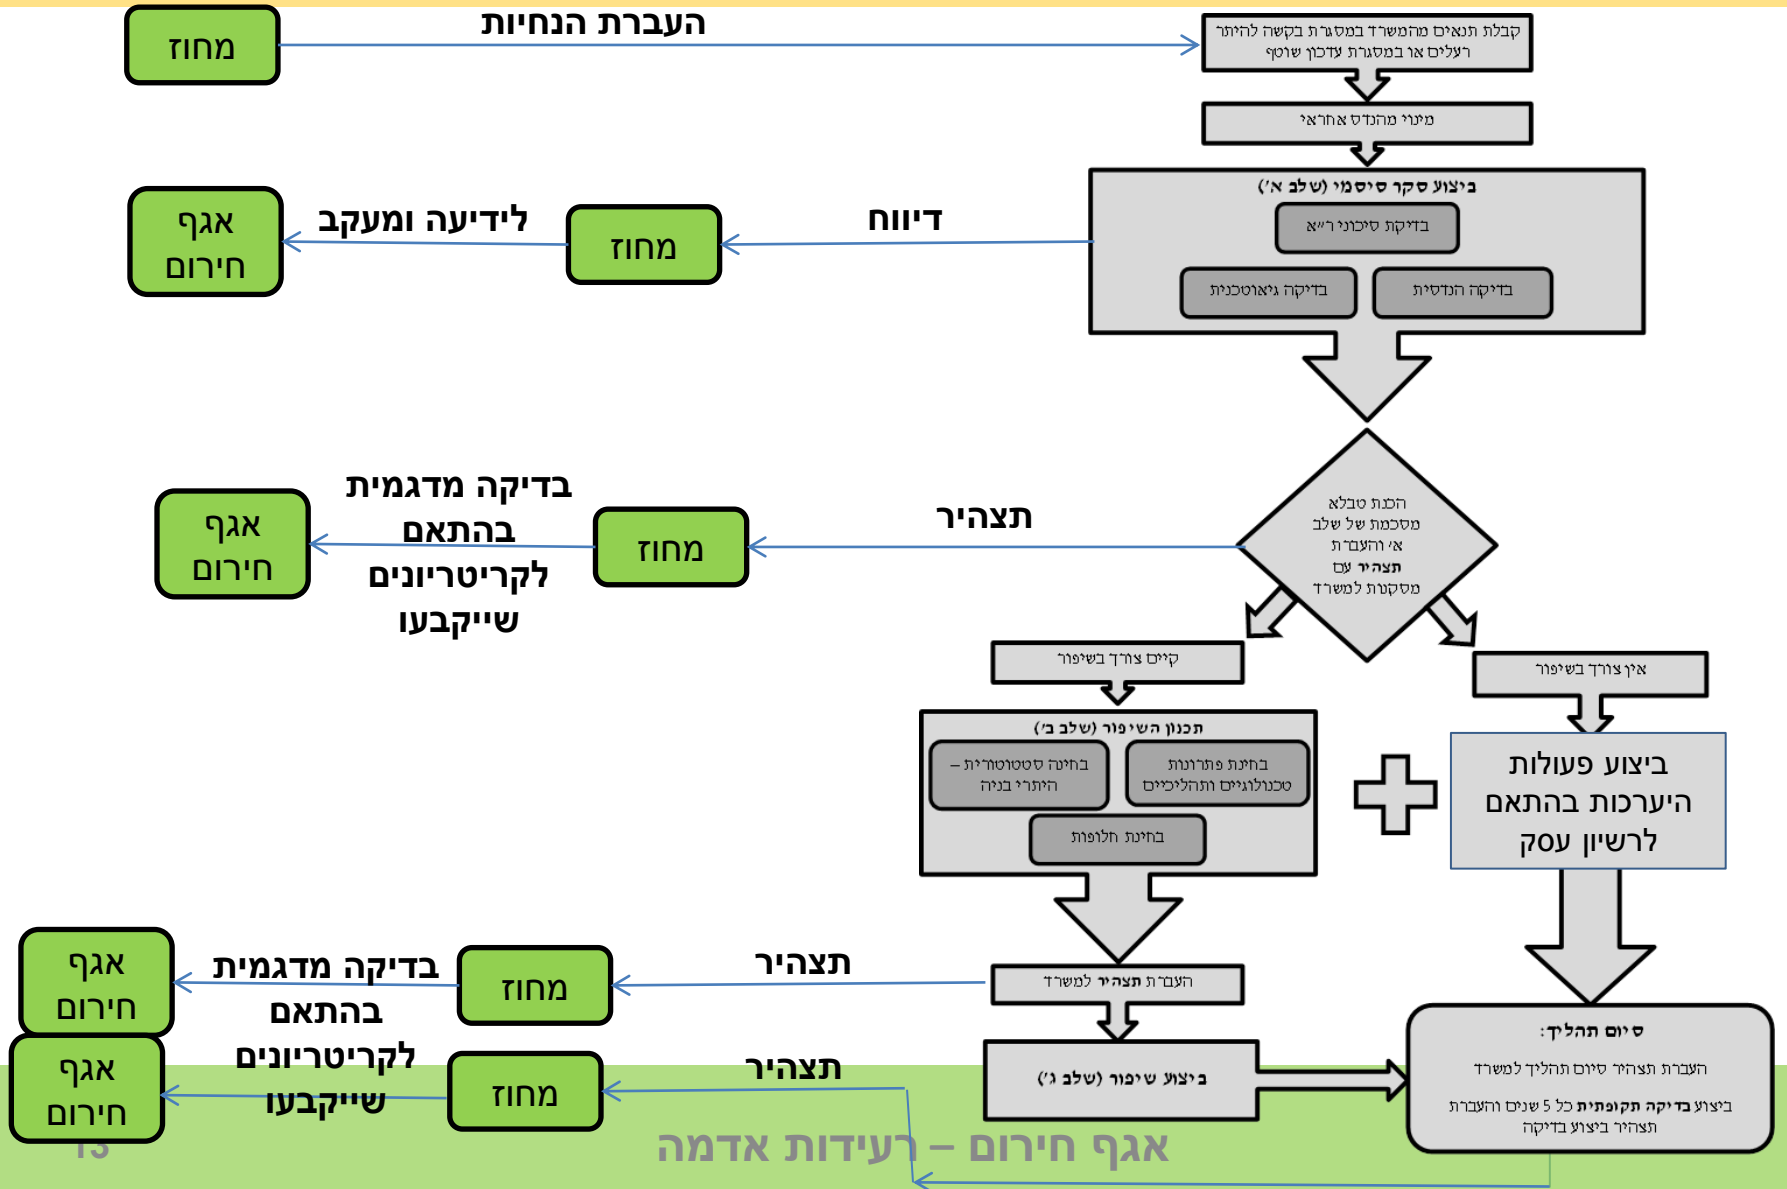 העברת הנחיות
מחוז
קבלת תנאים מהמשרד במסגרת בקשה להיתר
רעלים או במסגרת עדכון שוטף
מינוי מהנדס אחראי
ביצוע סקר סיסמי (שלב א')
בדיקת סיכוני ר"א
בדיקה הנדסית
בדיקה גיאוטכנית
דיווח
מחוז
לידיעה ומעקב
אגף
חירום
הכנת טבלא
מסכמת של שלב
א' והעברת
תצהיר עם
מסקנות למשרד
תצהיר
מחוז
בדיקה מדגמית
בהתאם
לקריטריונים
שייקבעו
אגף
חירום
אין צורך בשיפור
קיים צורך בשיפור
ביצוע פעולות
היערכות בהתאם
לרשיון עסק
תכנון השיפור (שלב ב')
בחינת פתרונות
טכנולוגיים ותהליכיים
בחינה סטטוטורית –
היתרי בניה
בחינת חלופות
העברת תצהיר למשרד
תצהיר
מחוז
בדיקה מדגמית
בהתאם
לקריטריונים
שייקבעו
אגף
חירום
סיום תהליך:
העברת תצהיר סיום תהליך למשרד
ביצוע בדיקה תקופתית כל 5 שנים והעברת
תצהיר ביצוע בדיקה
ביצוע שיפור (שלב ג')
תצהיר
מחוז
אגף
חירום
אגף חירום – רעידות אדמה
13